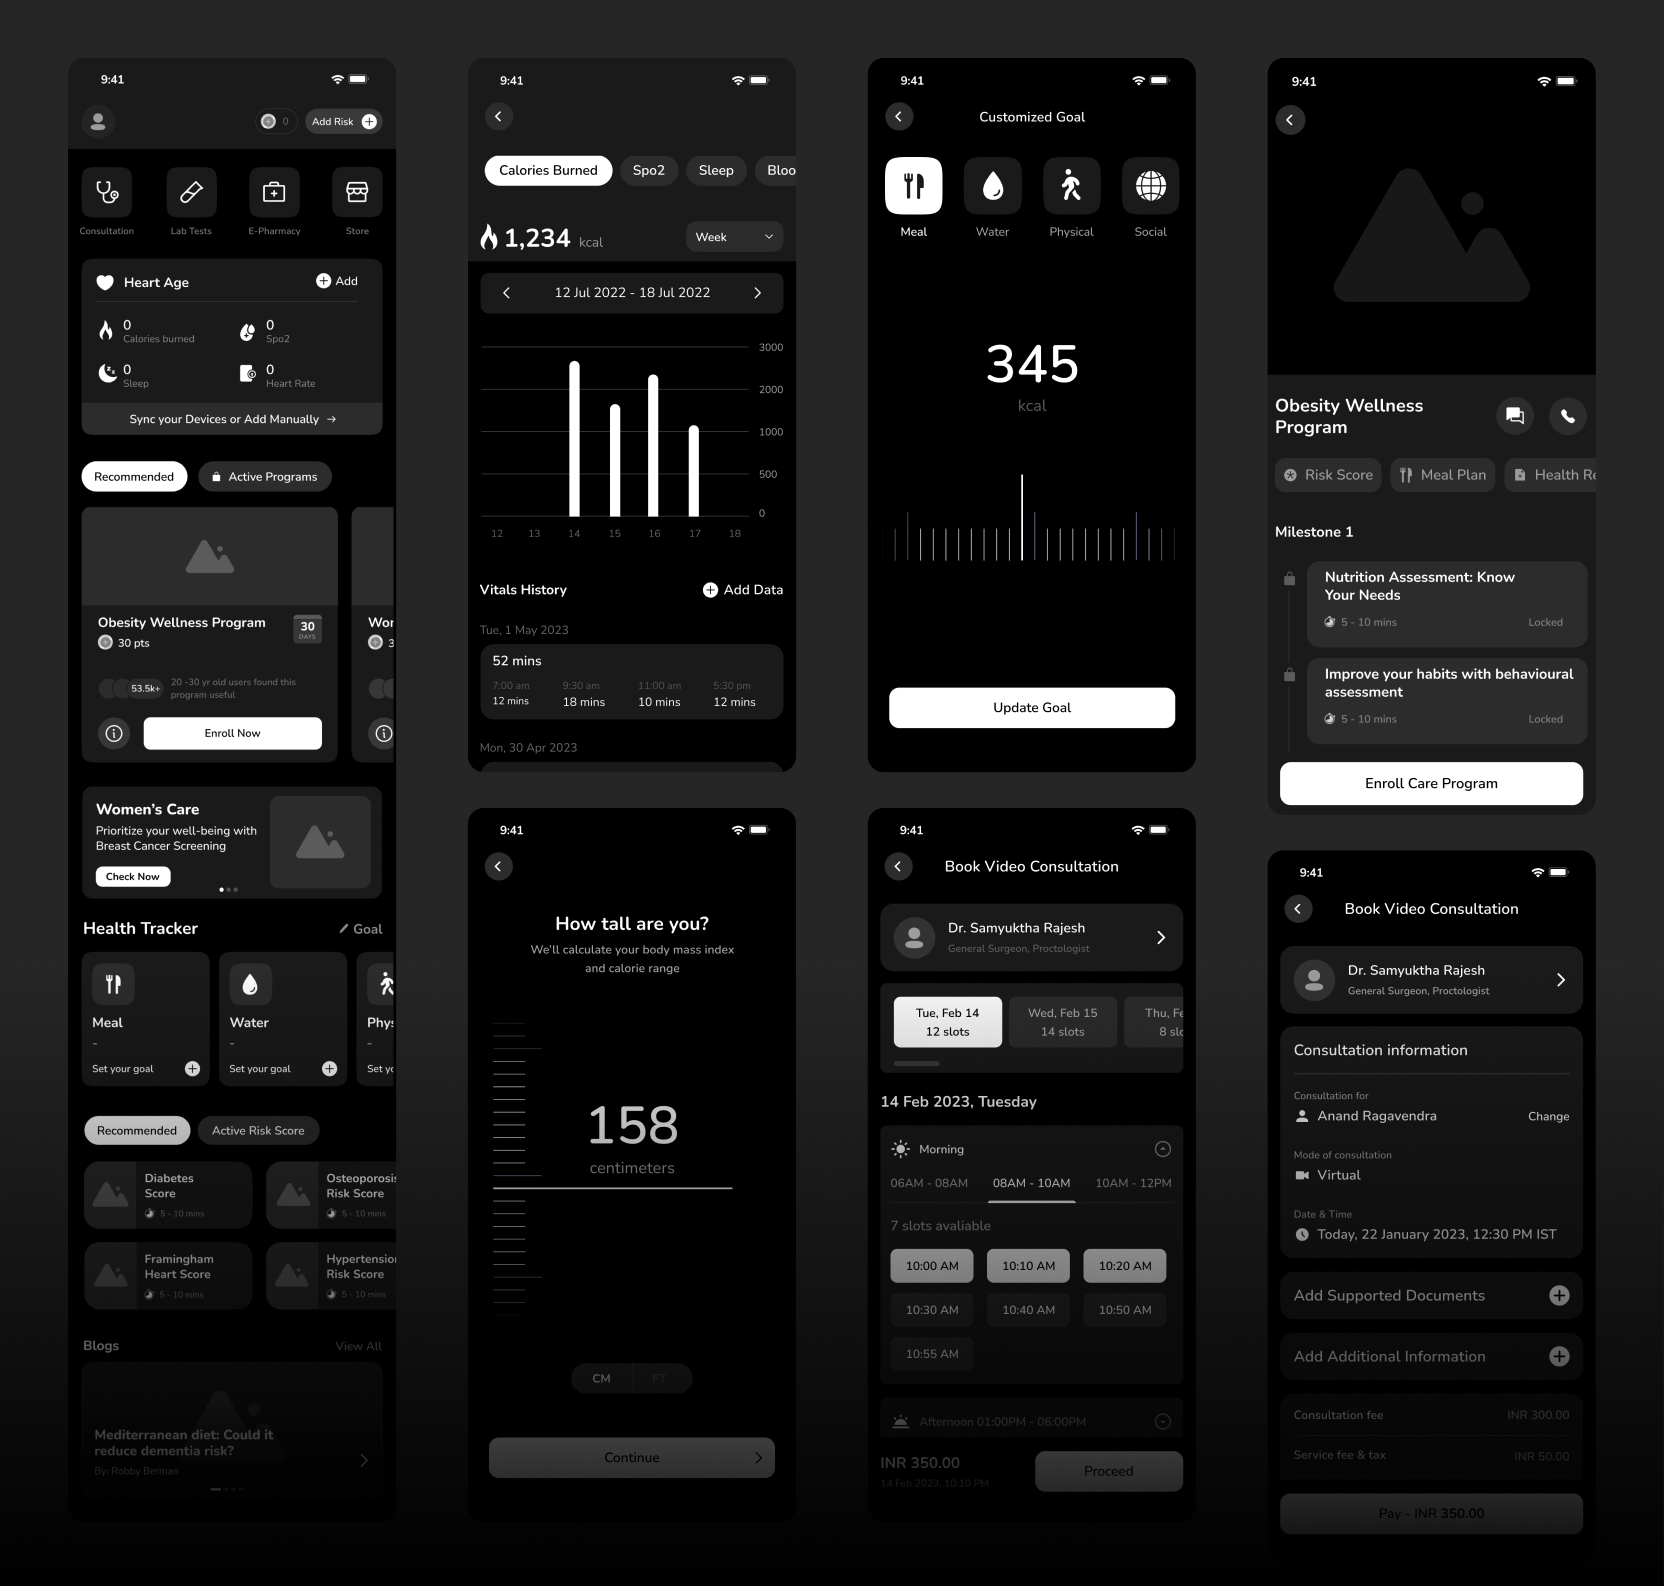 9:41
0
Add Risk
Consultation
Lab Tests
E-Pharmacy
Store
Heart Age
Add
0
Calories burned
0
Spo2
0
Sleep
0
Heart Rate
Sync your Devices or Add Manually →
Recommended
Active Programs
Obesity Wellness Program
30 pts
30
DAYS
53.5k+
20 -30 yr old users found this
program useful
Enroll Now
Wor
3
Women's Care
Prioritize your well-being with
Breast Cancer Screening
Check Now
Health Tracker
Goal
Meal
-
Set your goal
Water
-
Set your goal
Phys
-
Set yo
Recommended
Active Risk Score
Diabetes
Score
5 - 10 mins
Osteoporosis
Risk Score
5 - 10 mins
Framingham
Heart Score
5 - 10 mins
Hypertension
Risk Score
5 - 10 mins
Blogs
View All
Mediterranean diet: Could it
reduce dementia risk?
By: Robby Berman
9:41
Calories Burned
Spo2
Sleep
Bloo
1,234 kcal
Week
12 Jul 2022 - 18 Jul 2022
3000
2000
1000
500
0
12 13 14 15 16 17 18
Vitals History
Add Data
Tue, 1 May 2023
52 mins
7:00 am 9:30 am 11:00 am 5:30 pm
12 mins 18 mins 10 mins 12 mins
Mon, 30 Apr 2023
9:41
How tall are you?
We'll calculate your body mass index
and calorie range
158
centimeters
CM
FT
Continue
9:41
Customized Goal
Meal
Water
Physical
Social
345
kcal
Update Goal
9:41
Book Video Consultation
Dr. Samyuktha Rajesh
General Surgeon, Proctologist
Tue, Feb 14
12 slots
Wed, Feb 15
14 slots
Thu, Fe
8 slo
14 Feb 2023, Tuesday
Morning
06AM - 08AM
08AM - 10AM
10AM - 12PM
7 slots avaliable
10:00 AM
10:10 AM
10:20 AM
10:30 AM
10:40 AM
10:50 AM
10:55 AM
Afternoon 01:00PM - 06:00PM
INR 350.00
14 Feb 2023, 10:10 PM
Proceed
9:41
Obesity Wellness
Program
Risk Score
Meal Plan
Health Re
Milestone 1
Nutrition Assessment: Know
Your Needs
5 - 10 mins
Locked
Improve your habits with behavioural
assessment
5 - 10 mins
Locked
Enroll Care Program
9:41
Book Video Consultation
Dr. Samyuktha Rajesh
General Surgeon, Proctologist
Consultation information
Consultation for
Anand Ragavendra
Change
Mode of consultation
Virtual
Date & Time
Today, 22 January 2023, 12:30 PM IST
Add Supported Documents
Add Additional Information
Consultation fee
INR 300.00
Service fee & tax
INR 50.00
Pay - INR 350.00